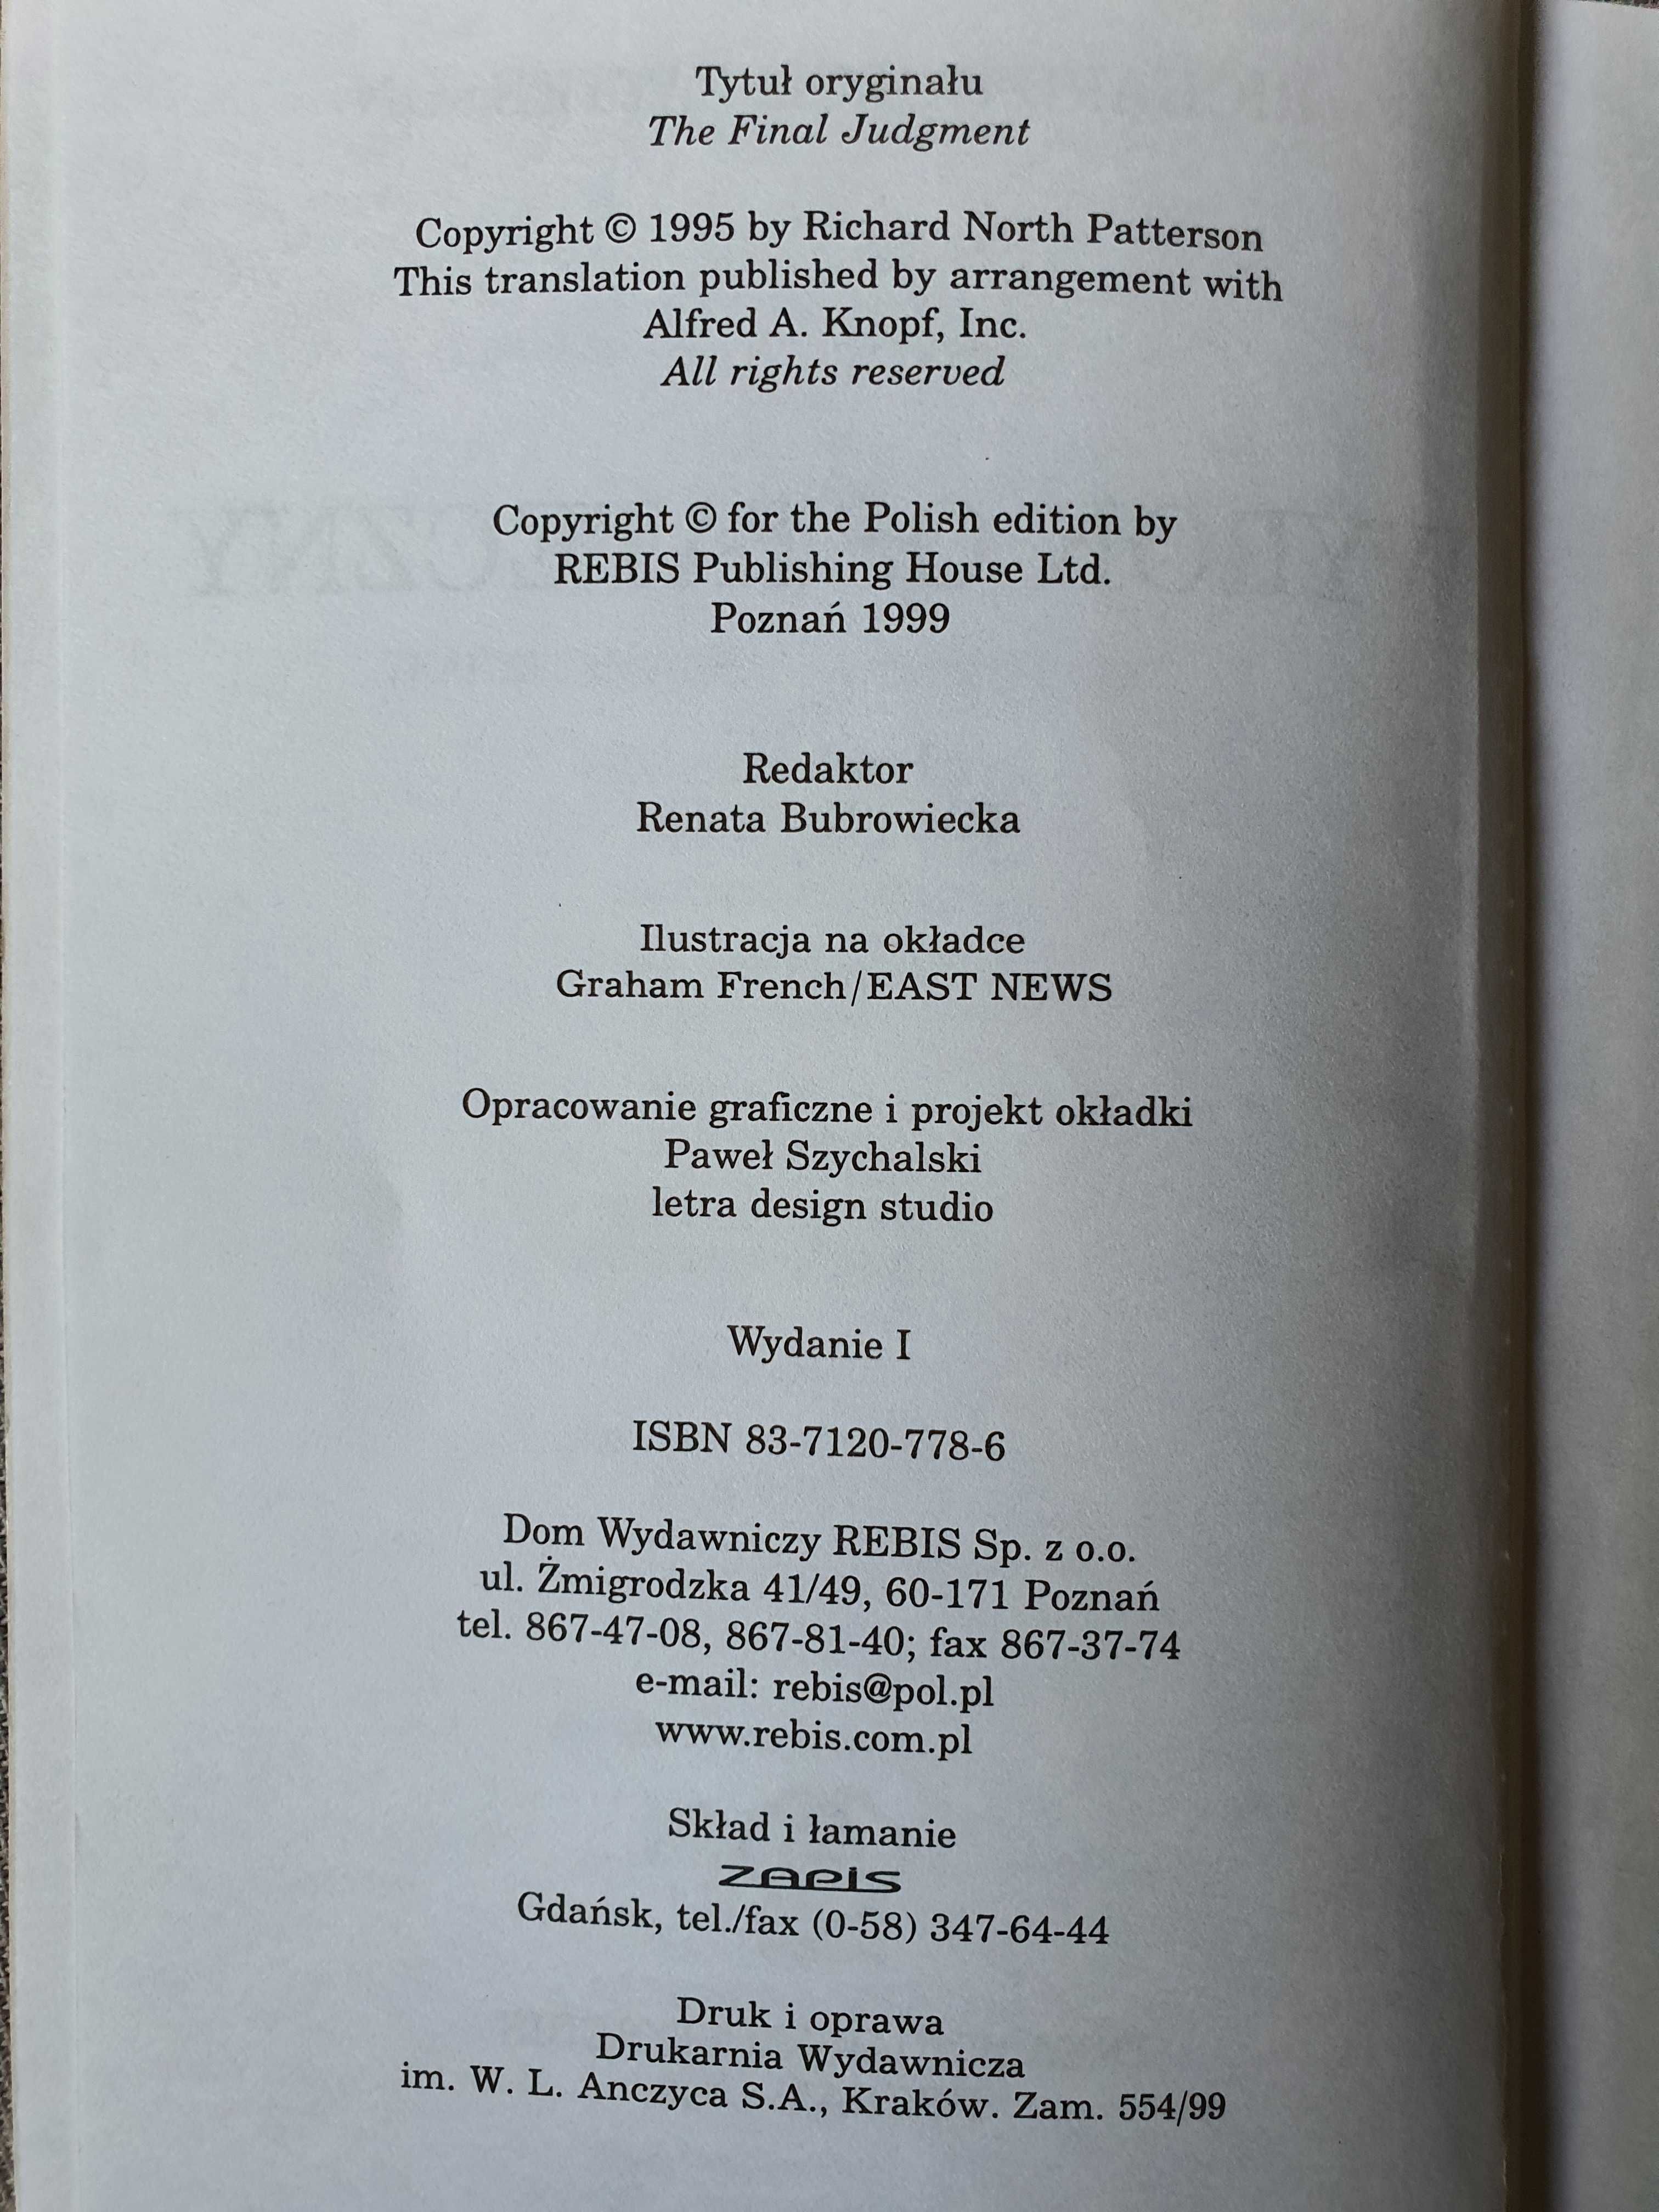 Tytuł oryginału
The Final Judgment
Copyright © 1995 by Richard North Patterson
This translation published by arrangement with
Alfred A. Knopf, Inc.
All rights reserved
Copyright © for the Polish edition by
REBIS Publishing House Ltd.
Poznań 1999
Redaktor
Renata Bubrowiecka
Ilustracja na okładce
Graham French/EAST NEWS
Opracowanie graficzne i projekt okładki
Paweł Szychalski
letra design studio
Wydanie I
ISBN 83-7120-778-6
Dom Wydawniczy REBIS Sp. z o.o.
ul. Żmigrodzka 41/49, 60-171 Poznań
tel. 867-47-08, 867-81-40; fax 867-37-74
e-mail: rebis@pol.pl
www.rebis.com.pl
Skład i łamanie
ZAPIS
Gdańsk, tel./fax (0-58) 347-64-44
Druk i oprawa
Drukarnia Wydawnicza
im. W. L. Anczyca S.A., Kraków. Zam. 554/99